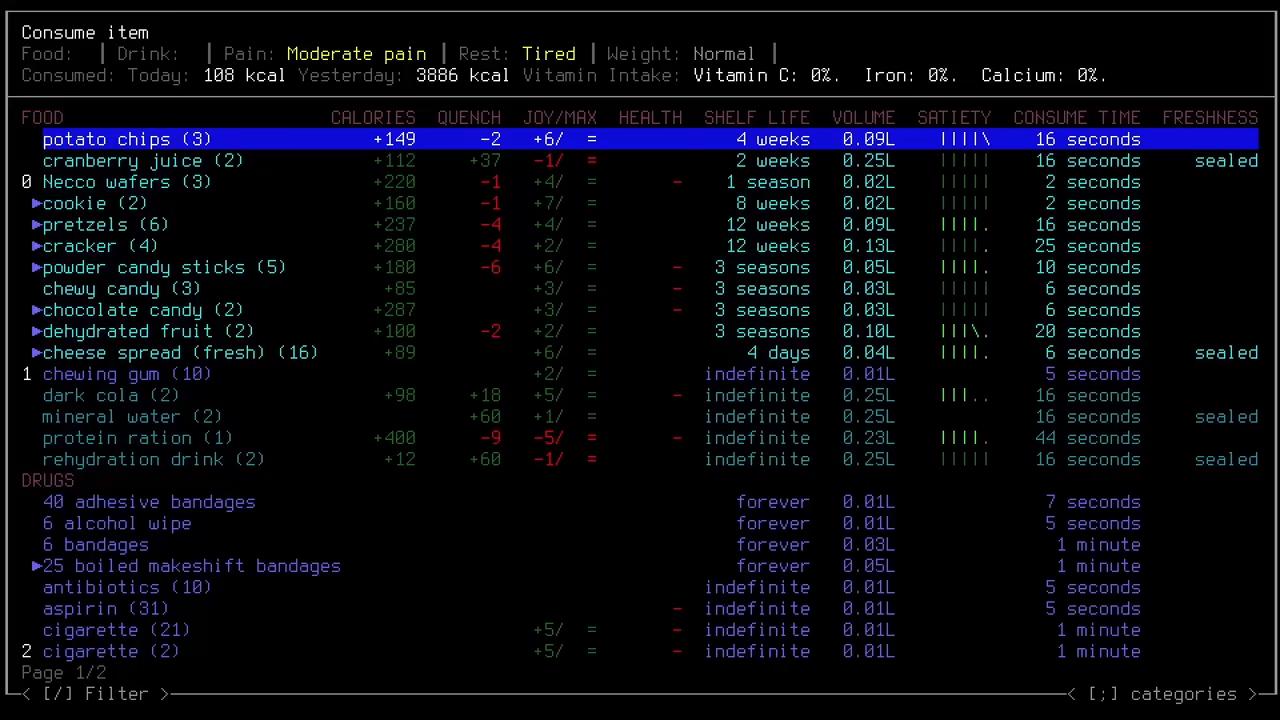 Consume item
Food: | Drink: | Pain: Moderate pain | Rest: Tired | Weight: Normal |
Consumed: Today: 108 kcal Yesterday: 3886 kcal Vitamin Intake: Vitamin C: 0%. Iron: 0%. Calcium: 0%.
FOOD CALORIES QUENCH JOY/MAX HEALTH SHELF LIFE VOLUME SATIETY CONSUME TIME FRESHNESS
potato chips (3) +149 -2 +6/ = 4 weeks 0.09L ||||\ 16 seconds
cranberry juice (2) +112 +37 -1/ = 2 weeks 0.25L ||||| 16 seconds sealed
0 Necco wafers (3) +220 -1 +4/ = - 1 season 0.02L ||||| 2 seconds
▶cookie (2) +160 -1 +7/ = 8 weeks 0.02L ||||| 2 seconds
▶pretzels (6) +237 -4 +4/ = 12 weeks 0.09L ||||. 16 seconds
▶cracker (4) +280 -4 +2/ = 12 weeks 0.13L ||||. 25 seconds
▶powder candy sticks (5) +180 -6 +6/ = - 3 seasons 0.05L ||||. 10 seconds
chewy candy (3) +85 +3/ = - 3 seasons 0.03L ||||| 6 seconds
▶chocolate candy (2) +287 +3/ = - 3 seasons 0.03L ||||| 6 seconds
▶dehydrated fruit (2) +100 -2 +2/ = 3 seasons 0.10L |||\. 20 seconds
▶cheese spread (fresh) (16) +89 +6/ = 4 days 0.04L ||||. 6 seconds sealed
1 chewing gum (10) +2/ = indefinite 0.01L 5 seconds
dark cola (2) +98 +18 +5/ = - indefinite 0.25L |||.. 16 seconds
mineral water (2) +60 +1/ = indefinite 0.25L 16 seconds sealed
protein ration (1) +400 -9 -5/ = - indefinite 0.23L ||||. 44 seconds
rehydration drink (2) +12 +60 -1/ = indefinite 0.25L ||||| 16 seconds sealed
DRUGS
40 adhesive bandages forever 0.01L 7 seconds
6 alcohol wipe forever 0.01L 5 seconds
6 bandages forever 0.03L 1 minute
▶25 boiled makeshift bandages forever 0.05L 1 minute
antibiotics (10) indefinite 0.01L 5 seconds
aspirin (31) - indefinite 0.01L 5 seconds
cigarette (21) +5/ = - indefinite 0.01L 1 minute
2 cigarette (2) +5/ = - indefinite 0.01L 1 minute
Page 1/2
< [/] Filter > < [;] categories >